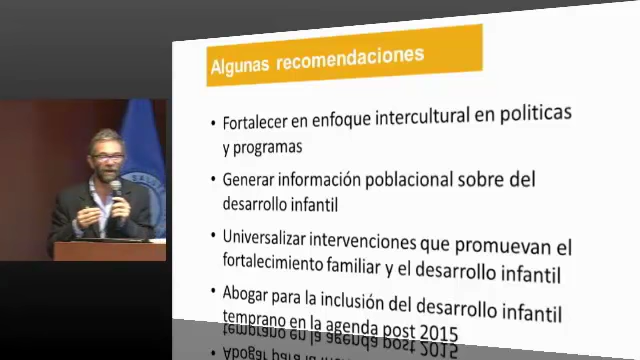 Algunas recomendaciones
• Fortalecer en enfoque intercultural en politicas
y programas
• Generar información poblacional sobre del
desarrollo infantil
• Universalizar intervenciones que promuevan el
fortalecimiento familiar y el desarrollo infantil
• Abogar para la inclusión del desarrollo infantil
temprano en la agenda post 2015
SALUD